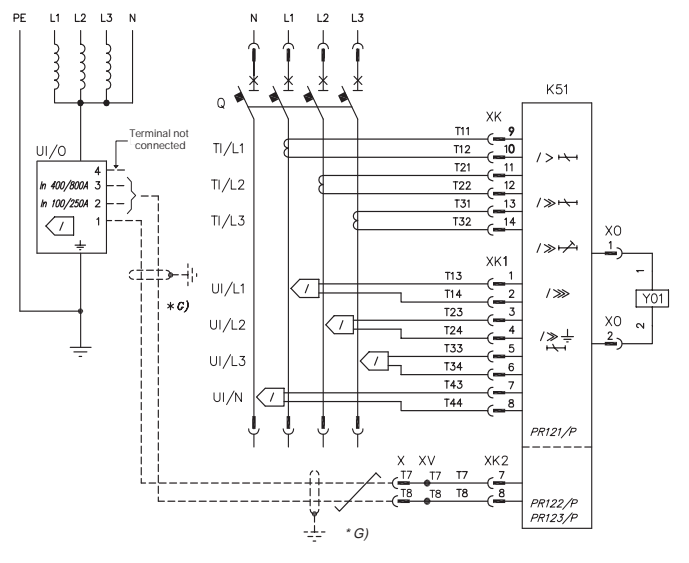 PE L1 L2 L3 N
N L1 L2 L3
K51
Q
XK
UI/O
Terminal not
connected
4
In 400/800A 3
In 100/250A 2
1
/
*G)
TI/L1
T11 9
T12 10
TI/L2
T21 11
T22 12
TI/L3
T31 13
T32 14
XK1
UI/L1
/
T13 1
T14 2
UI/L2
/
T23 3
T24 4
UI/L3
/
T33 5
T34 6
UI/N
/
T43 7
T44 8
/ >
/ >>
/ >>
/ >>>
/ >>
XO
1
1
YO1
2
XO
2
PR121/P
X XV XK2
T7 T7 T7 7
T8 T8 T8 8
PR122/P
PR123/P
*G)